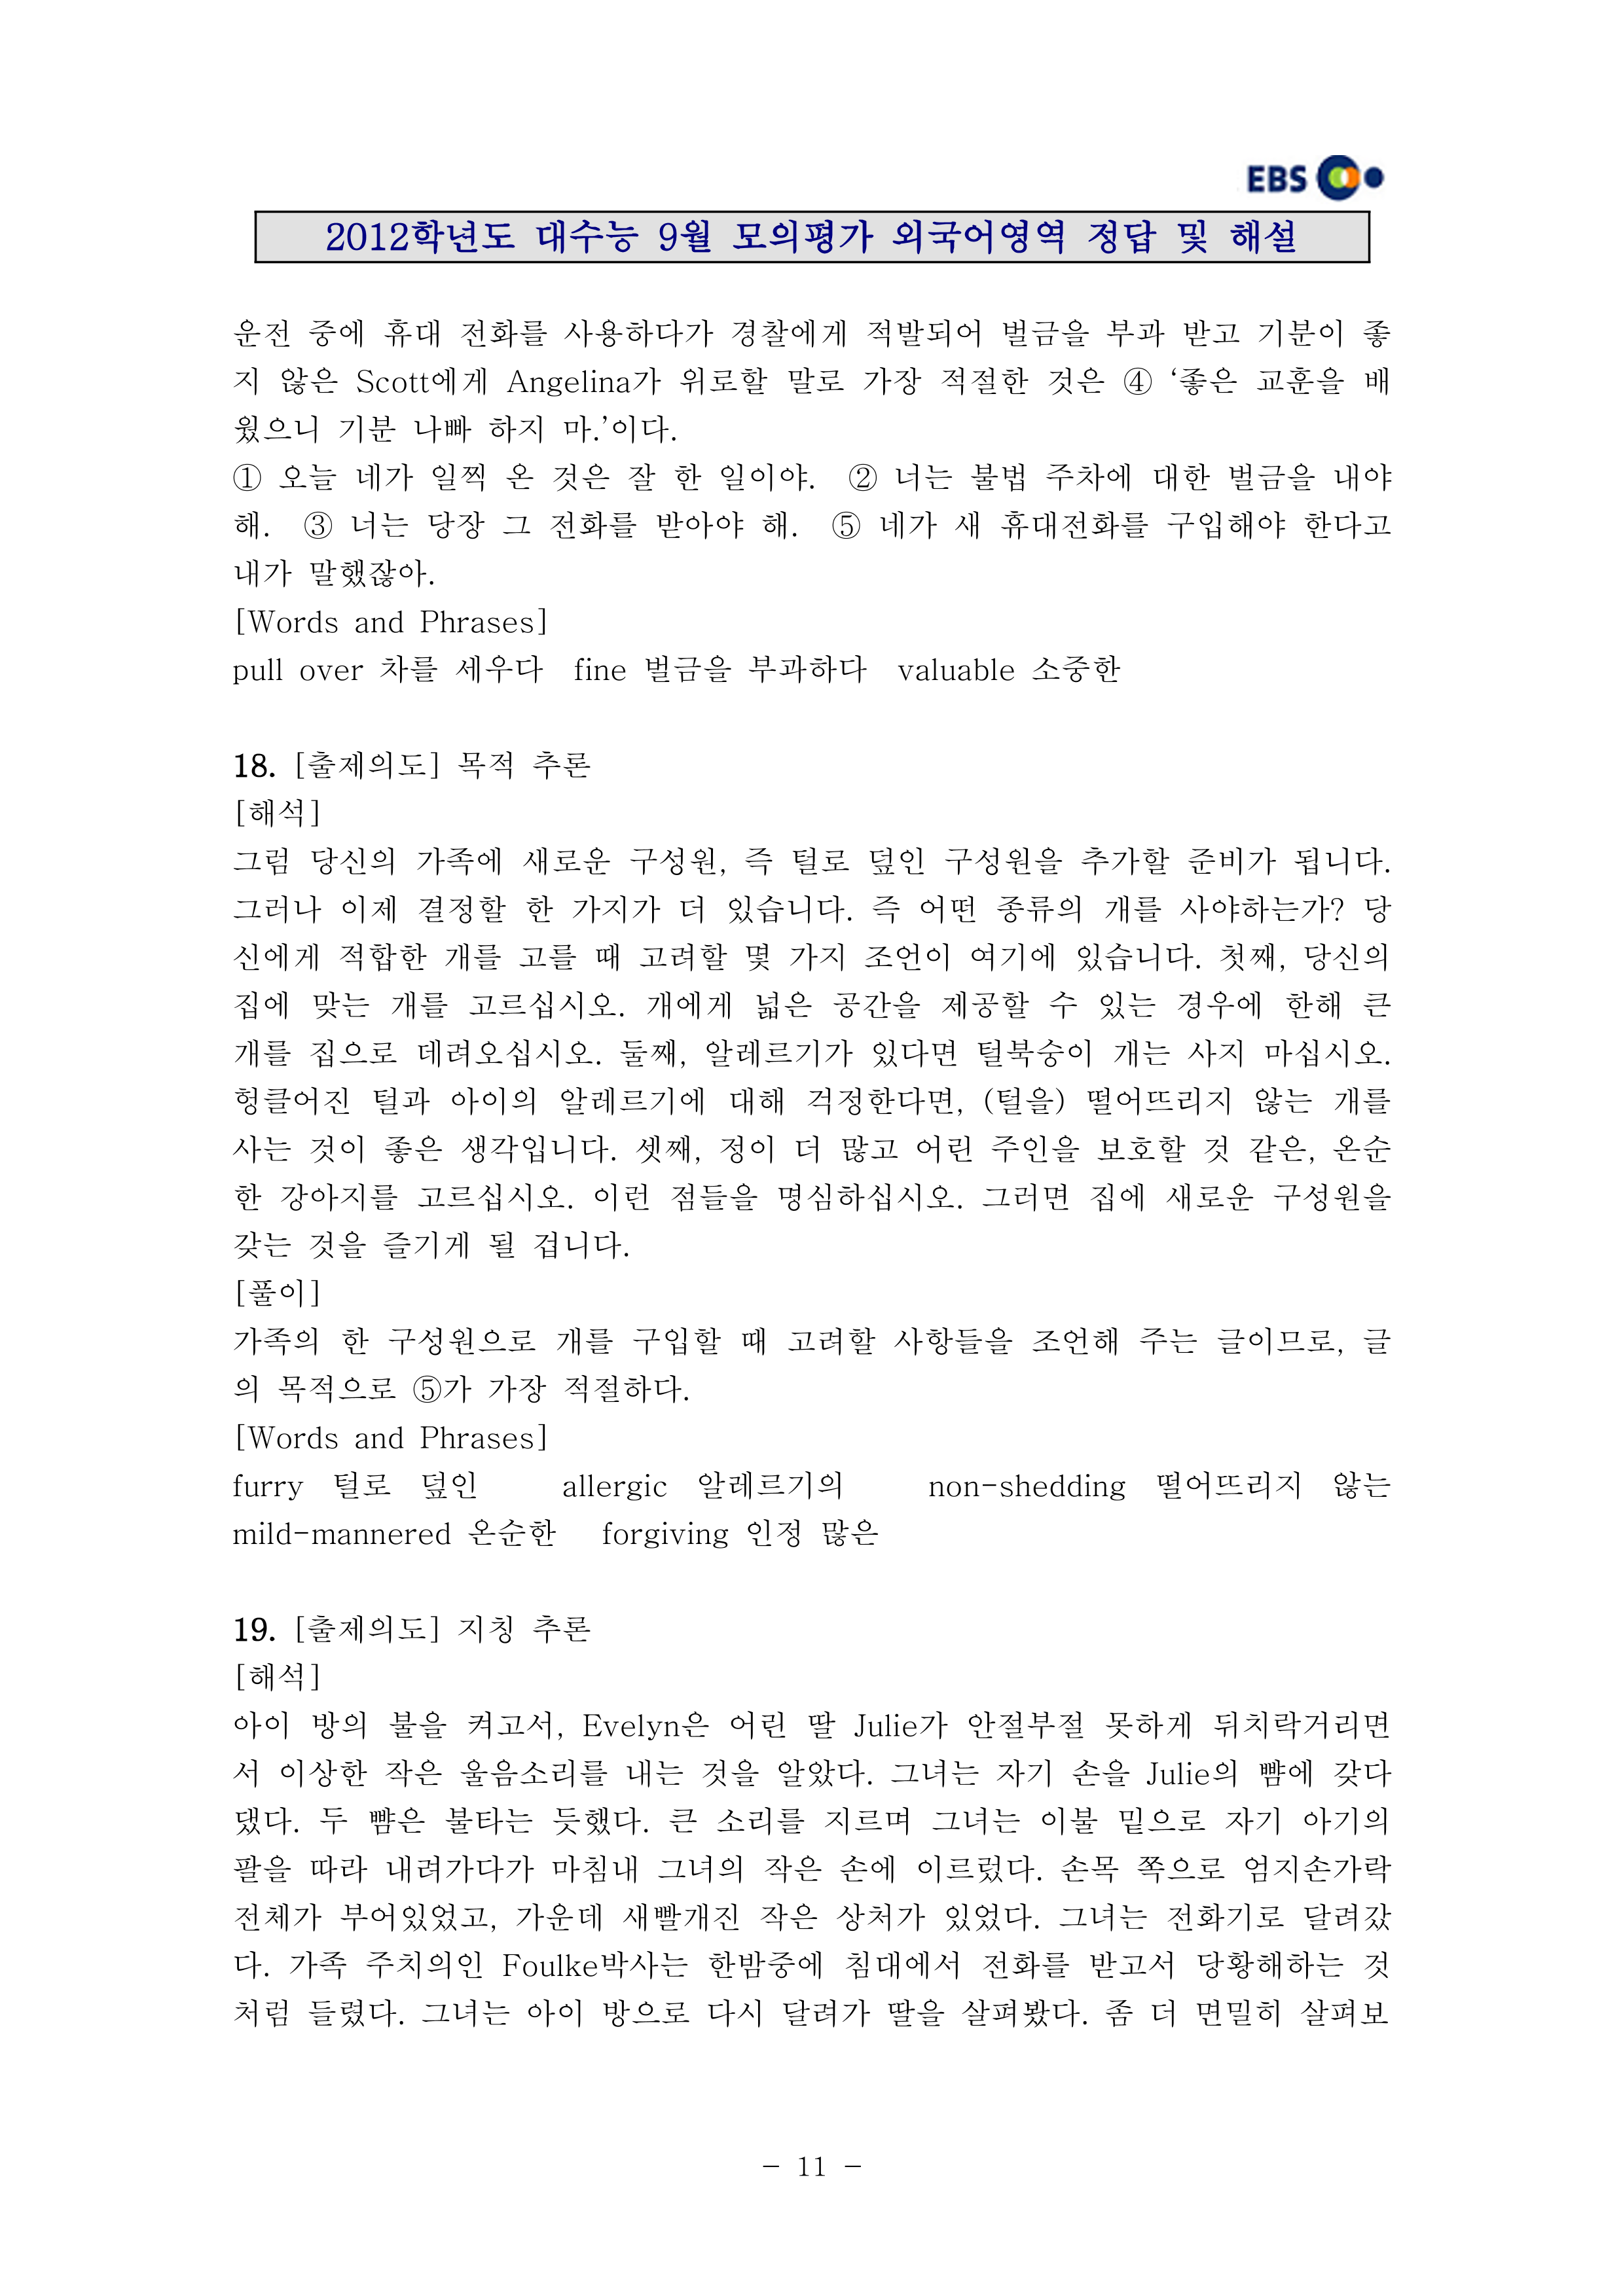 EBS
2012학년도 대수능 9월 모의평가 외국어영역 정답 및 해설
운전 중에 휴대 전화를 사용하다가 경찰에게 적발되어 벌금을 부과 받고 기분이 좋
지 않은 Scott에게 Angelina가 위로할 말로 가장 적절한 것은 ④ ‘좋은 교훈을 배
웠으니 기분 나빠 하지 마.’이다.
① 오늘 네가 일찍 온 것은 잘 한 일이야. ② 너는 불법 주차에 대한 벌금을 내야
해. ③ 너는 당장 그 전화를 받아야 해. ⑤ 네가 새 휴대전화를 구입해야 한다고
내가 말했잖아.
[Words and Phrases]
pull over 차를 세우다 fine 벌금을 부과하다 valuable 소중한
18. [출제의도] 목적 추론
[해석]
그럼 당신의 가족에 새로운 구성원, 즉 털로 덮인 구성원을 추가할 준비가 됩니다.
그러나 이제 결정할 한 가지가 더 있습니다. 즉 어떤 종류의 개를 사야하는가? 당
신에게 적합한 개를 고를 때 고려할 몇 가지 조언이 여기에 있습니다. 첫째, 당신의
집에 맞는 개를 고르십시오. 개에게 넓은 공간을 제공할 수 있는 경우에 한해 큰
개를 집으로 데려오십시오. 둘째, 알레르기가 있다면 털북숭이 개는 사지 마십시오.
헝클어진 털과 아이의 알레르기에 대해 걱정한다면, (털을) 떨어뜨리지 않는 개를
사는 것이 좋은 생각입니다. 셋째, 정이 더 많고 어린 주인을 보호할 것 같은, 온순
한 강아지를 고르십시오. 이런 점들을 명심하십시오. 그러면 집에 새로운 구성원을
갖는 것을 즐기게 될 겁니다.
[풀이]
가족의 한 구성원으로 개를 구입할 때 고려할 사항들을 조언해 주는 글이므로, 글
의 목적으로 ⑤가 가장 적절하다.
[Words and Phrases]
furry 털로 덮인 allergic 알레르기의 non-shedding 떨어뜨리지 않는
mild-mannered 온순한 forgiving 인정 많은
19. [출제의도] 지칭 추론
[해석]
아이 방의 불을 켜고서, Evelyn은 어린 딸 Julie가 안절부절 못하게 뒤치락거리면
서 이상한 작은 울음소리를 내는 것을 알았다. 그녀는 자기 손을 Julie의 뺨에 갖다
댔다. 두 뺨은 불타는 듯했다. 큰 소리를 지르며 그녀는 이불 밑으로 자기 아기의
팔을 따라 내려가다가 마침내 그녀의 작은 손에 이르렀다. 손목 쪽으로 엄지손가락
전체가 부어있었고, 가운데 새빨개진 작은 상처가 있었다. 그녀는 전화기로 달려갔
다. 가족 주치의인 Foulke박사는 한밤중에 침대에서 전화를 받고서 당황해하는 것
처럼 들렸다. 그녀는 아이 방으로 다시 달려가 딸을 살펴봤다. 좀 더 면밀히 살펴보
- 11 -